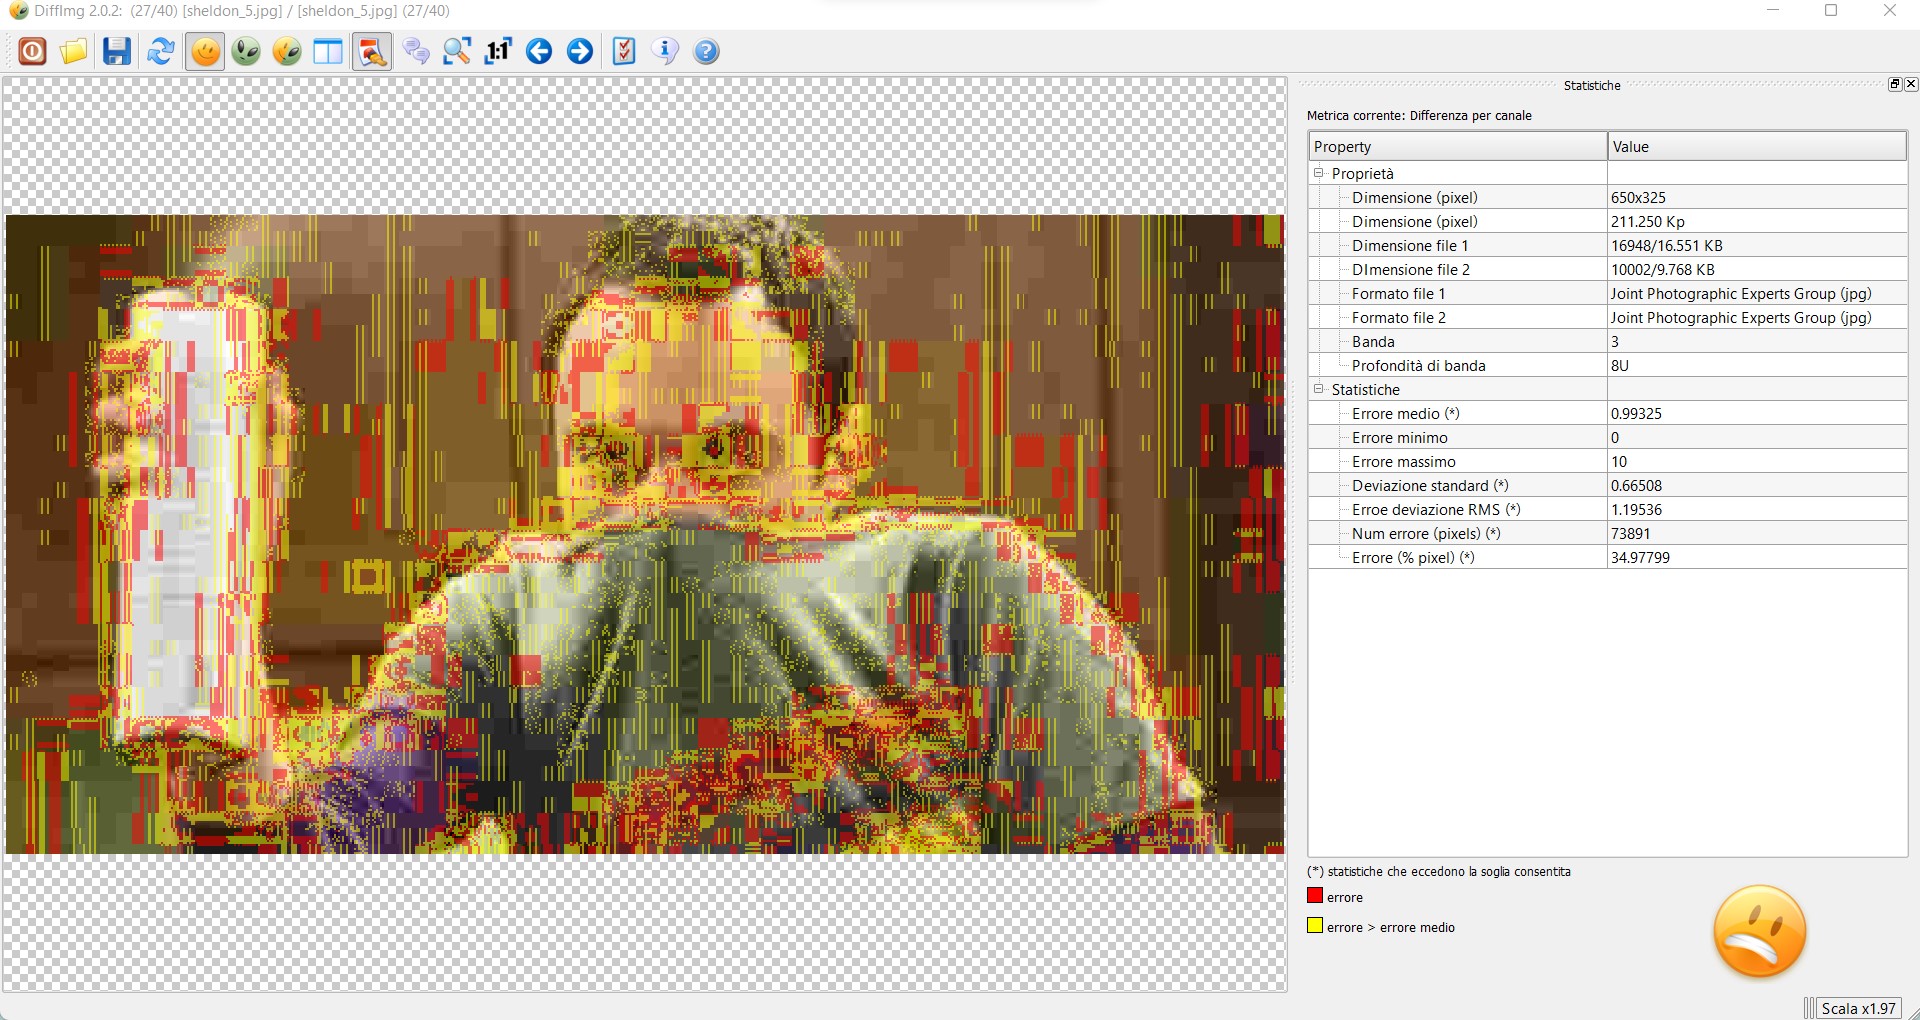 DiffImg 2.0.2: (27/40) [sheldon_5.jpg] / [sheldon_5.jpg] (27/40)
1:1
Statistiche
Metrica corrente: Differenza per canale
Property Value
Proprietà
Dimensione (pixel) 650x325
Dimensione (pixel) 211.250 Kp
Dimensione file 1 16948/16.551 KB
DImensione file 2 10002/9.768 KB
Formato file 1 Joint Photographic Experts Group (jpg)
Formato file 2 Joint Photographic Experts Group (jpg)
Banda 3
Profondità di banda 8U
Statistiche
Errore medio (*) 0.99325
Errore minimo 0
Errore massimo 10
Deviazione standard (*) 0.66508
Erroe deviazione RMS (*) 1.19536
Num errore (pixels) (*) 73891
Errore (% pixel) (*) 34.97799
(*) statistiche che eccedono la soglia consentita
errore
errore > errore medio
Scala x1.97